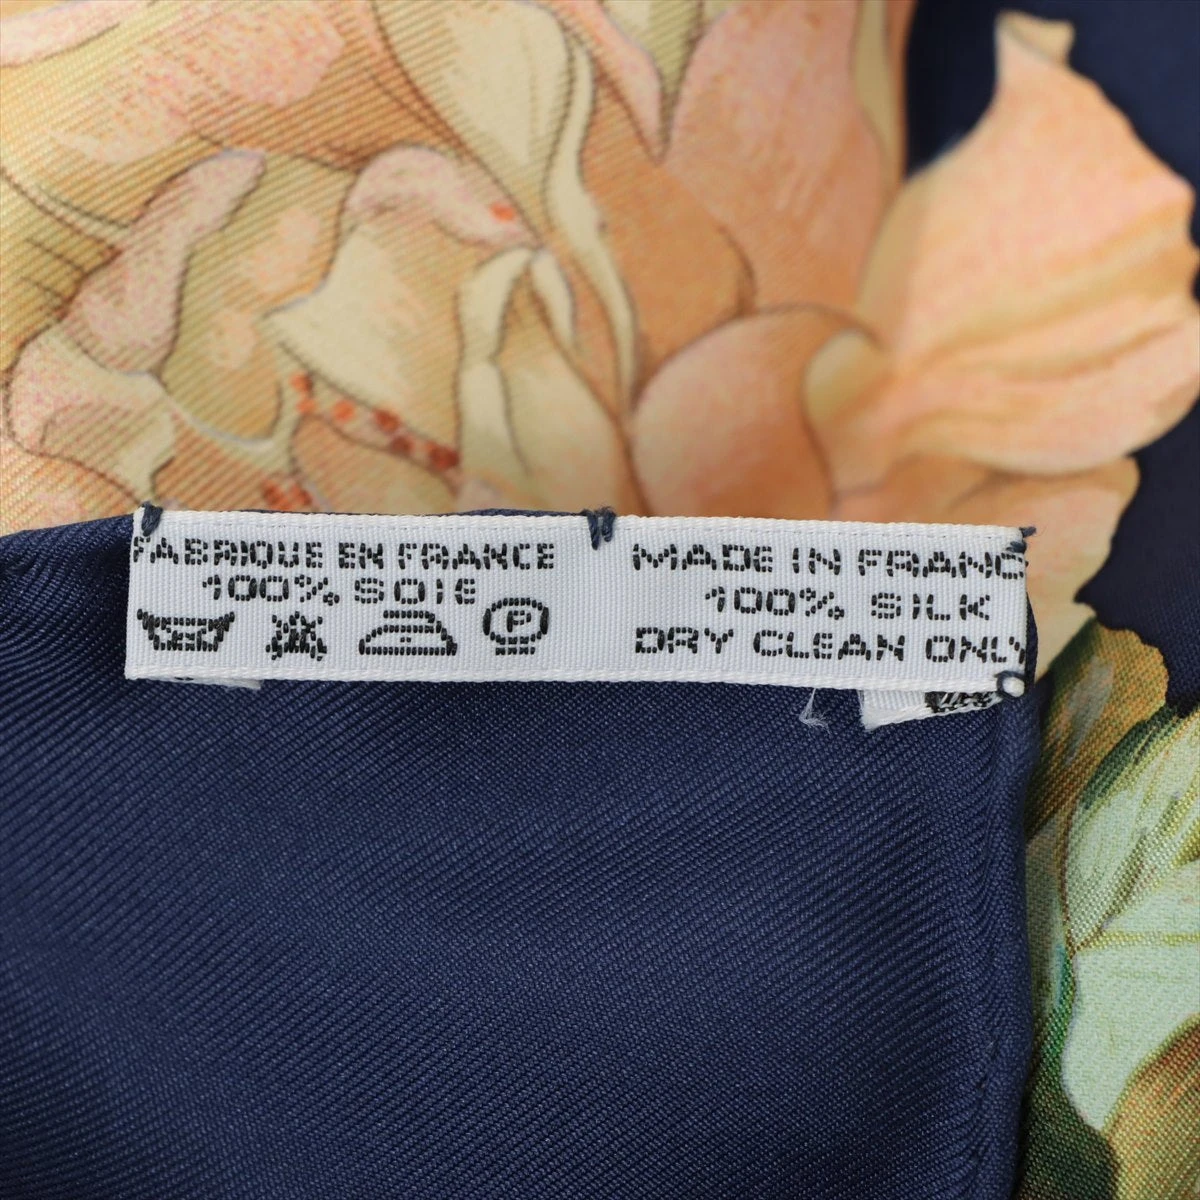 FABRIQUE EN FRANCE
100% SOIE
P
MADE IN FRANC
100% SILK
DRY CLEAN ONLY